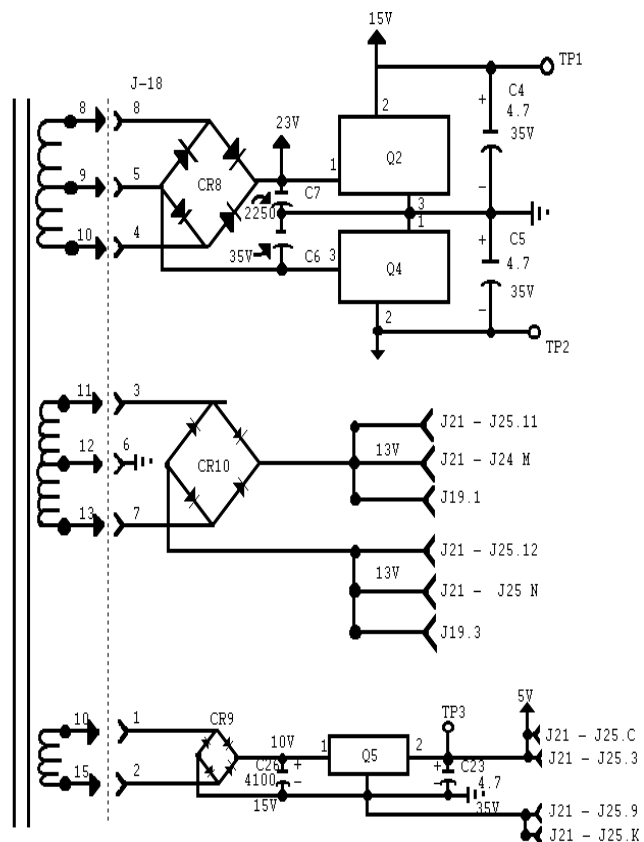 15V
TP1
J-18
8 8
C4
+
4.7
35V
2
23V
1
Q2
9 5
CR8
C7
2250
-
3
1
10 4
+
C5
4.7
35V
C6
35V
3
Q4
-
2
TP2
11 3
J21 - J25.11
12 6
13V
J21 - J24 M
CR10
J19.1
13 7
J21 - J25.12
13V
J21 - J25 N
J19.3
5V
TP3
10 1
CR9
J21 - J25.C
10V
1
Q5
2
J21 - J25.3
C26
+
4100
-
+
C23
-
4.7
15 2
15V
35V
J21 - J25.9
J21 - J25.K